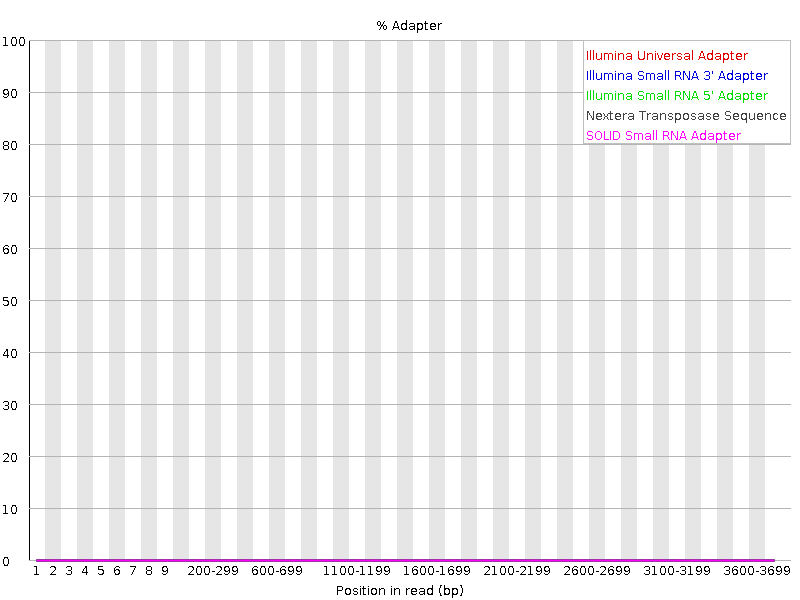 % Adapter
100
90
80
70
60
50
40
30
20
10
0
Illumina Universal Adapter
Illumina Small RNA 3' Adapter
Illumina Small RNA 5' Adapter
Nextera Transposase Sequence
SOLID Small RNA Adapter
1 2 3 4 5 6 7 8 9 200-299 600-699 1100-1199 1600-1699 2100-2199 2600-2699 3100-3199 3600-3699
Position in read (bp)